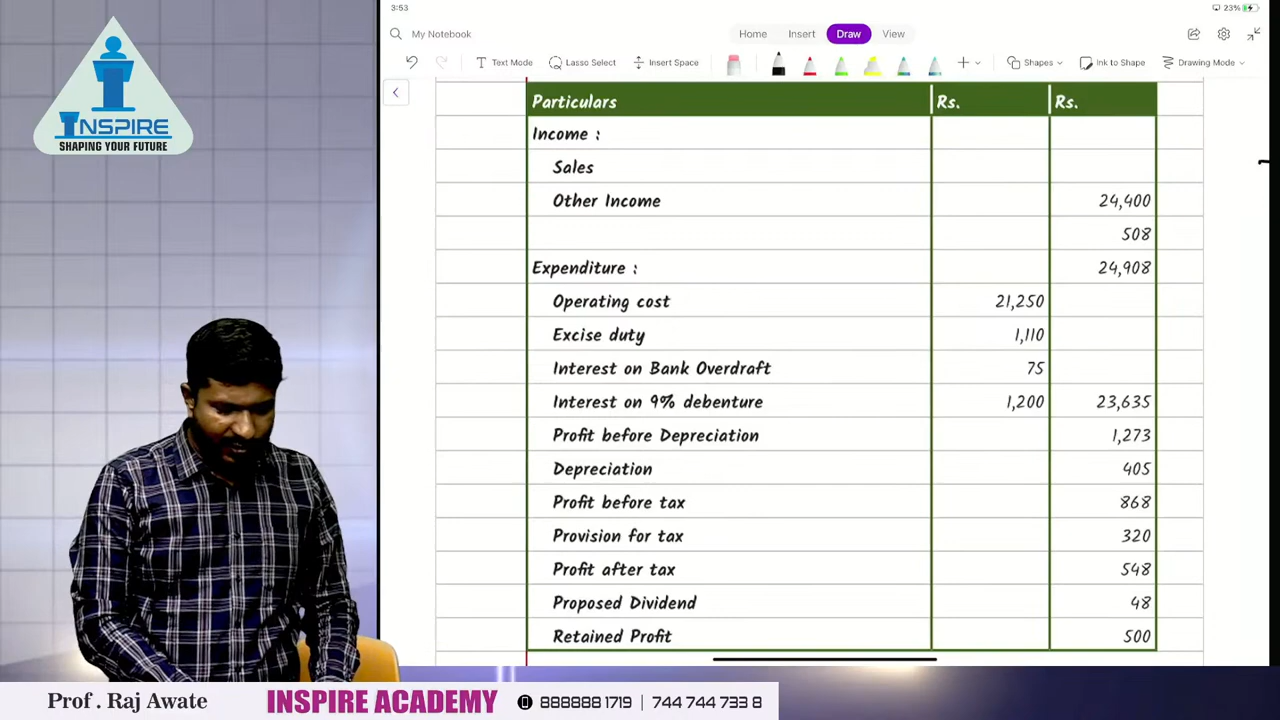 3:53
23%
My Notebook
Home Insert Draw View
Text Mode Lasso Select Insert Space Shapes Ink to Shape Drawing Mode
INSPIRE
SHAPING YOUR FUTURE
Particulars Rs. Rs.
Income :
Sales
Other Income 24,400
508
Expenditure : 24,908
Operating cost 21,250
Excise duty 1,110
Interest on Bank Overdraft 75
Interest on 9% debenture 1,200 23,635
Profit before Depreciation 1,273
Depreciation 405
Profit before tax 868
Provision for tax 320
Profit after tax 548
Proposed Dividend 48
Retained Profit 500
Prof . Raj Awate INSPIRE ACADEMY 888888 1719 | 744 744 733 8